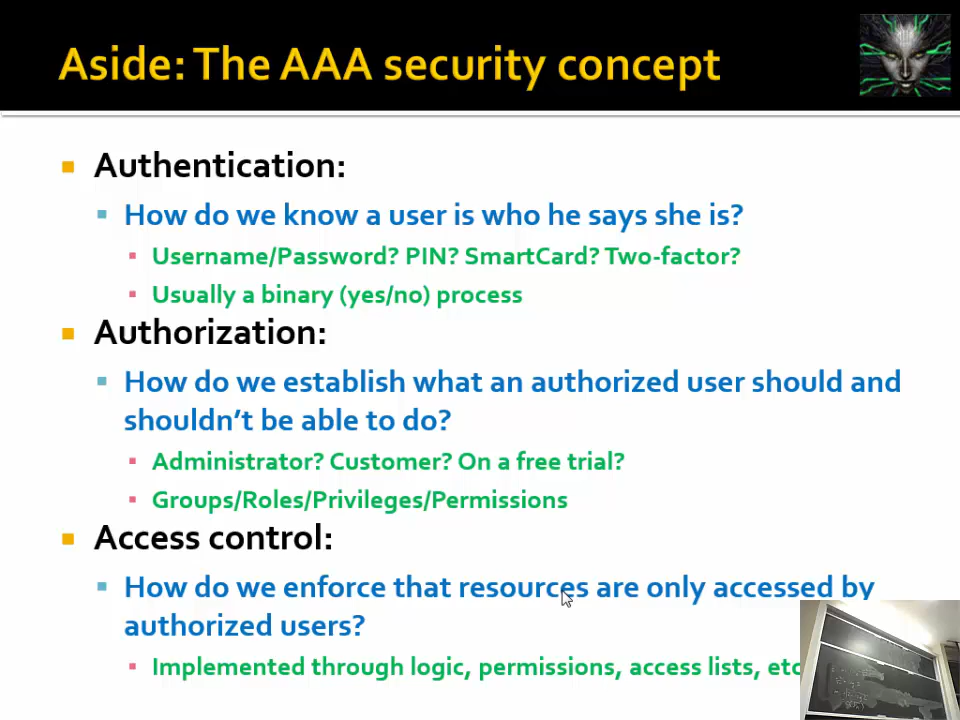 Aside: The AAA security concept
Authentication:
How do we know a user is who he says she is?
Username/Password? PIN? SmartCard? Two-factor?
Usually a binary (yes/no) process
Authorization:
How do we establish what an authorized user should and
shouldn't be able to do?
Administrator? Customer? On a free trial?
Groups/Roles/Privileges/Permissions
Access control:
How do we enforce that resources are only accessed by
authorized users?
Implemented through logic, permissions, access lists, etc